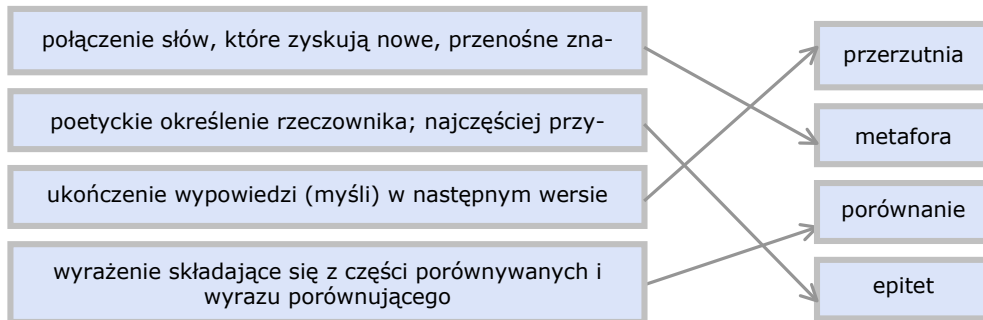 połączenie słów, które zyskują nowe, przenośne zna-
poetyckie określenie rzeczownika; najczęściej przy-
ukończenie wypowiedzi (myśli) w następnym wersie
wyrażenie składające się z części porównywanych i
wyrazu porównującego
przerzutnia
metafora
porównanie
epitet